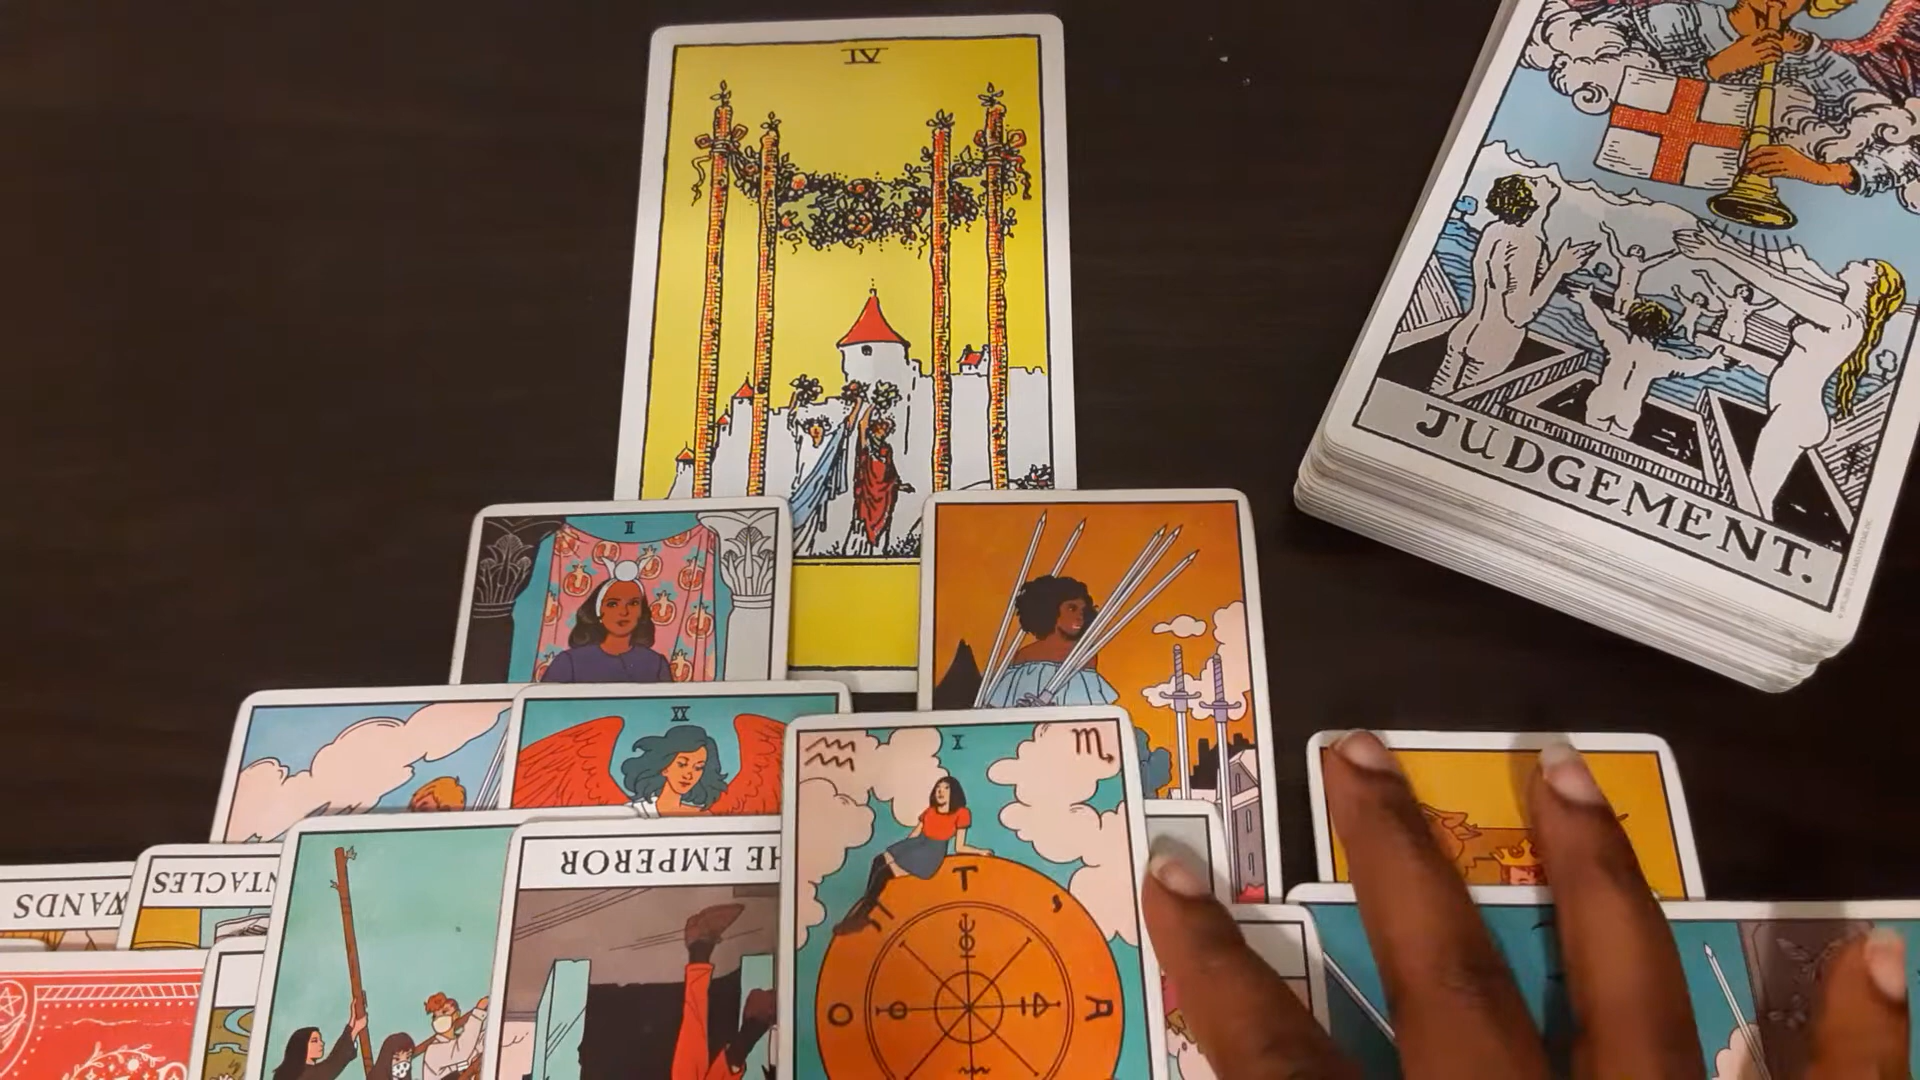 IV
JUDGEMENT.
II
XX
X
HE EMPEROR
WANDS
NTACLES
T
O
A